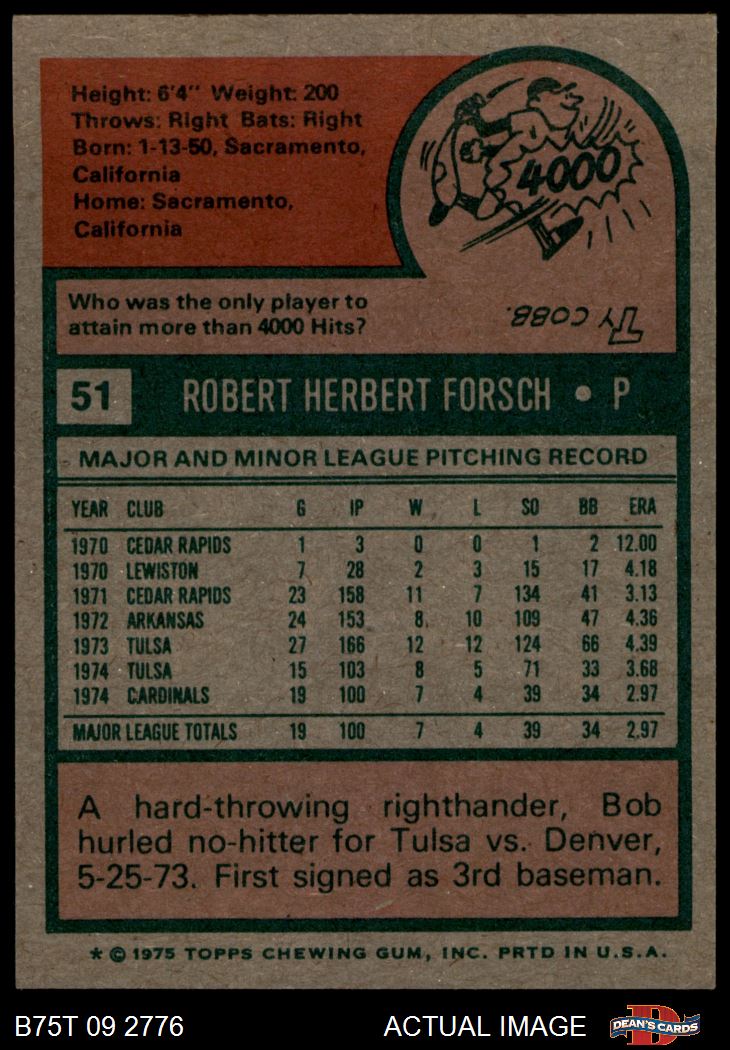 Height: 6'4" Weight: 200
Throws: Right Bats: Right
Born: 1-13-50, Sacramento,
California
Home: Sacramento,
California
4000
Who was the only player to
attain more than 4000 Hits?
TY COBB.
51 ROBERT HERBERT FORSCH • P
MAJOR AND MINOR LEAGUE PITCHING RECORD
YEAR CLUB G IP W L SO BB ERA
1970 CEDAR RAPIDS 1 3 0 0 1 2 12.00
1970 LEWISTON 7 28 2 3 15 17 4.18
1971 CEDAR RAPIDS 23 158 11 7 134 41 3.13
1972 ARKANSAS 24 153 8 10 109 47 4.36
1973 TULSA 27 166 12 12 124 66 4.39
1974 TULSA 15 103 8 5 71 33 3.68
1974 CARDINALS 19 100 7 4 39 34 2.97
MAJOR LEAGUE TOTALS 19 100 7 4 39 34 2.97
A hard-throwing righthander, Bob
hurled no-hitter for Tulsa vs. Denver,
5-25-73. First signed as 3rd baseman.
* © 1975 TOPPS CHEWING GUM, INC. PRTD IN U.S.A.
B75T 09 2776 ACTUAL IMAGE DEAN'S CARDS